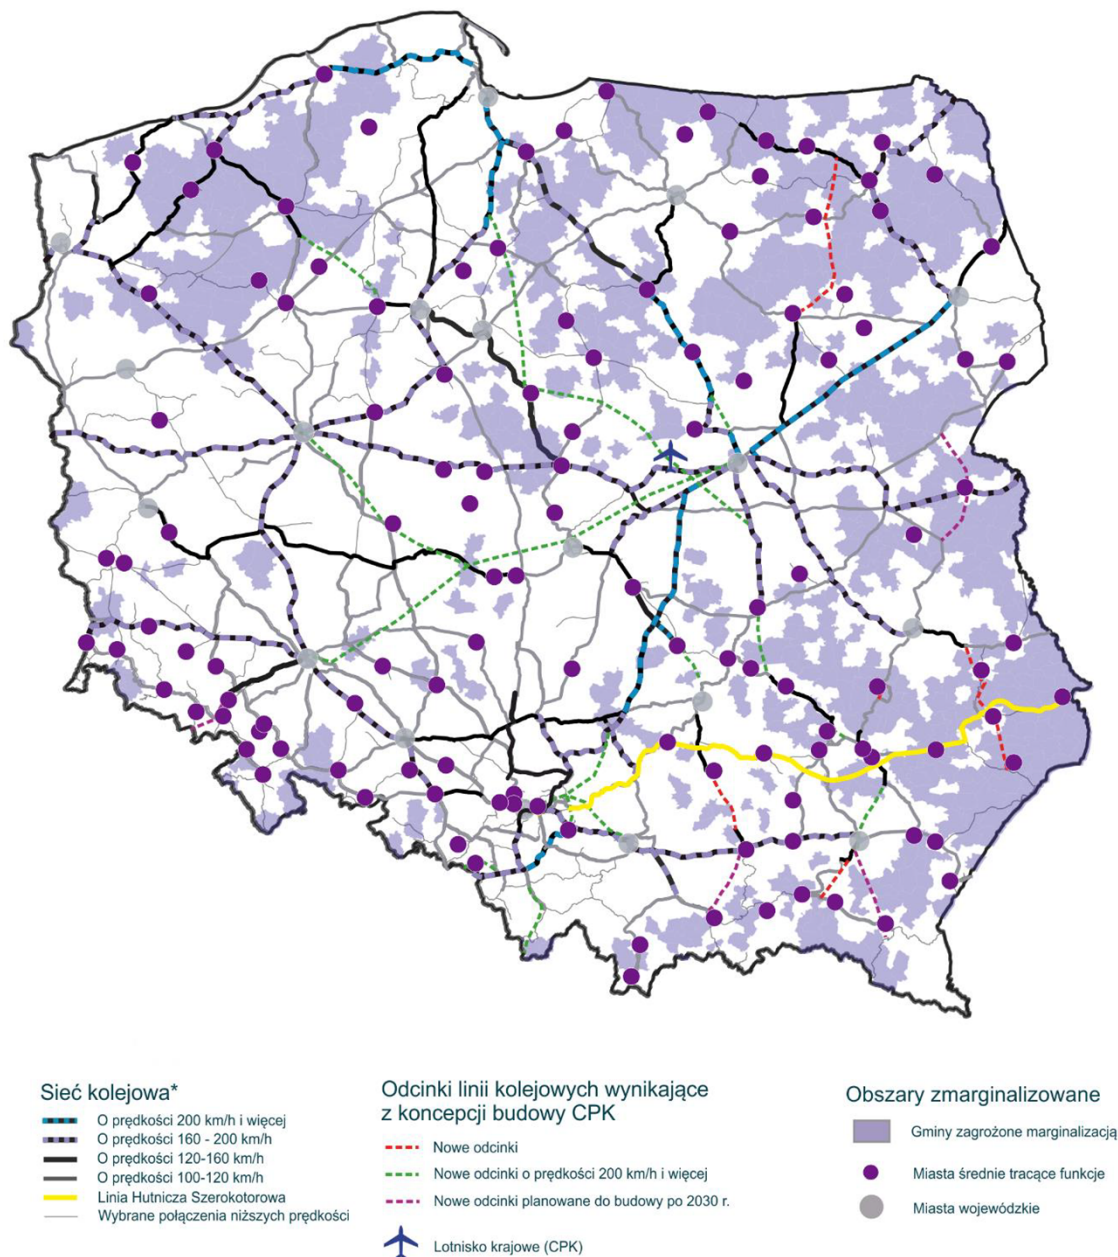 Sieć kolejowa*
O prędkości 200 km/h i więcej
O prędkości 160 - 200 km/h
O prędkości 120-160 km/h
O prędkości 100-120 km/h
Linia Hutnicza Szerokotorowa
Wybrane połączenia niższych prędkości
Odcinki linii kolejowych wynikające
z koncepcji budowy CPK
Nowe odcinki
Nowe odcinki o prędkości 200 km/h i więcej
Nowe odcinki planowane do budowy po 2030 r.
Lotnisko krajowe (CPK)
Obszary zmarginalizowane
Gminy zagrożone marginalizacją
Miasta średnie tracące funkcje
Miasta wojewódzkie